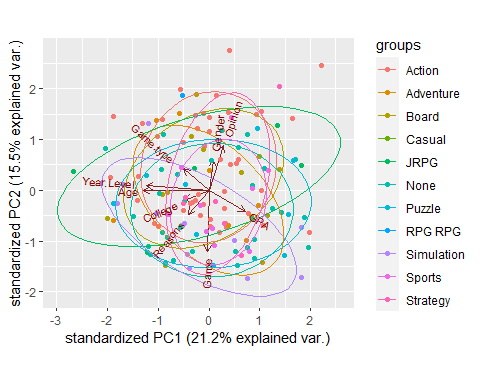 groups
Action
Adventure
Board
Casual
JRPG
None
Puzzle
RPG RPG
Simulation
Sports
Strategy
standardized PC2 (15.5% explained var.)
2
1
0
-1
-2
Gender
Opinion
Game.type
Year.Level
Age
College
OS
Game
-3
-2
-1
0
1
2
standardized PC1 (21.2% explained var.)